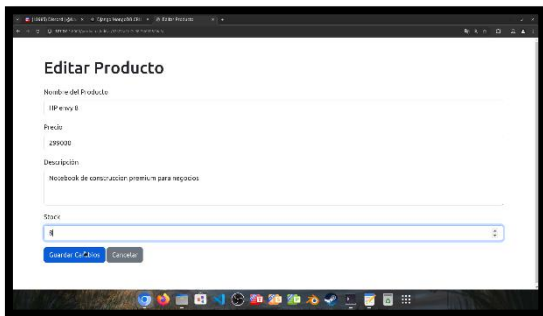 Editar Producto
Nombre del Producto
HP envy 8
Precio
299000
Descripción
Notebook de construccion premium para negocios
Stock
8
Guardar Cambios Cancelar